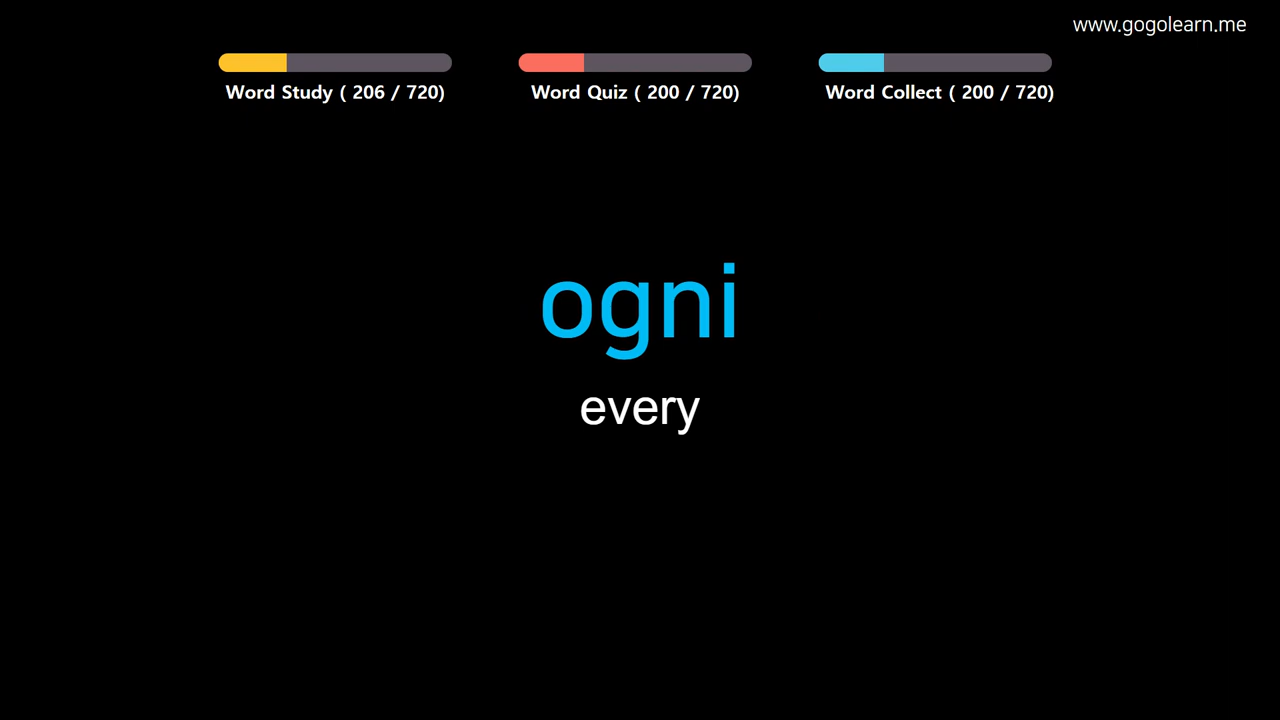 www.gogolearn.me
Word Study ( 206 / 720)
Word Quiz ( 200 / 720)
Word Collect ( 200 / 720)
ogni
every